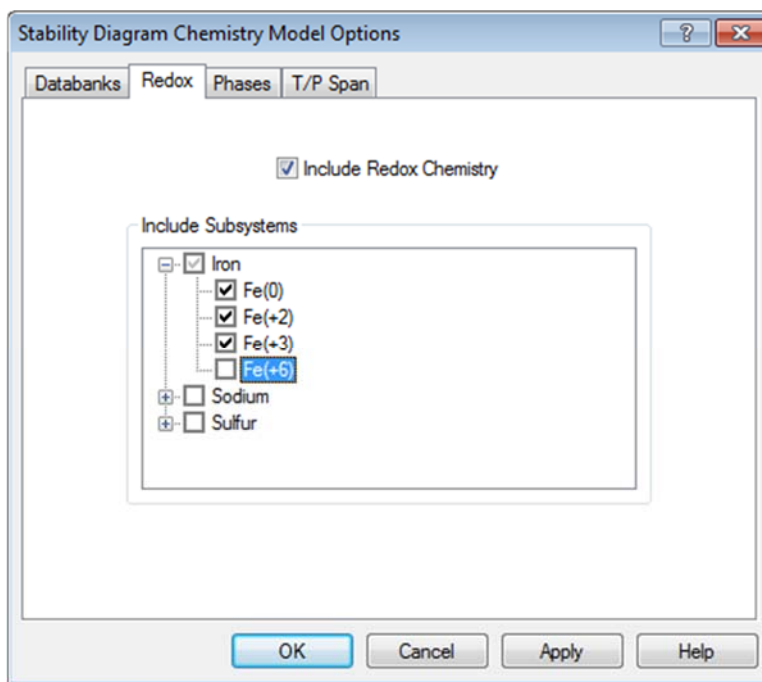 Stability Diagram Chemistry Model Options
Databanks Redox Phases T/P Span
Include Redox Chemistry
Include Subsystems
Iron
Fe(0)
Fe(+2)
Fe(+3)
Fe(+6)
Sodium
Sulfur
OK Cancel Apply Help